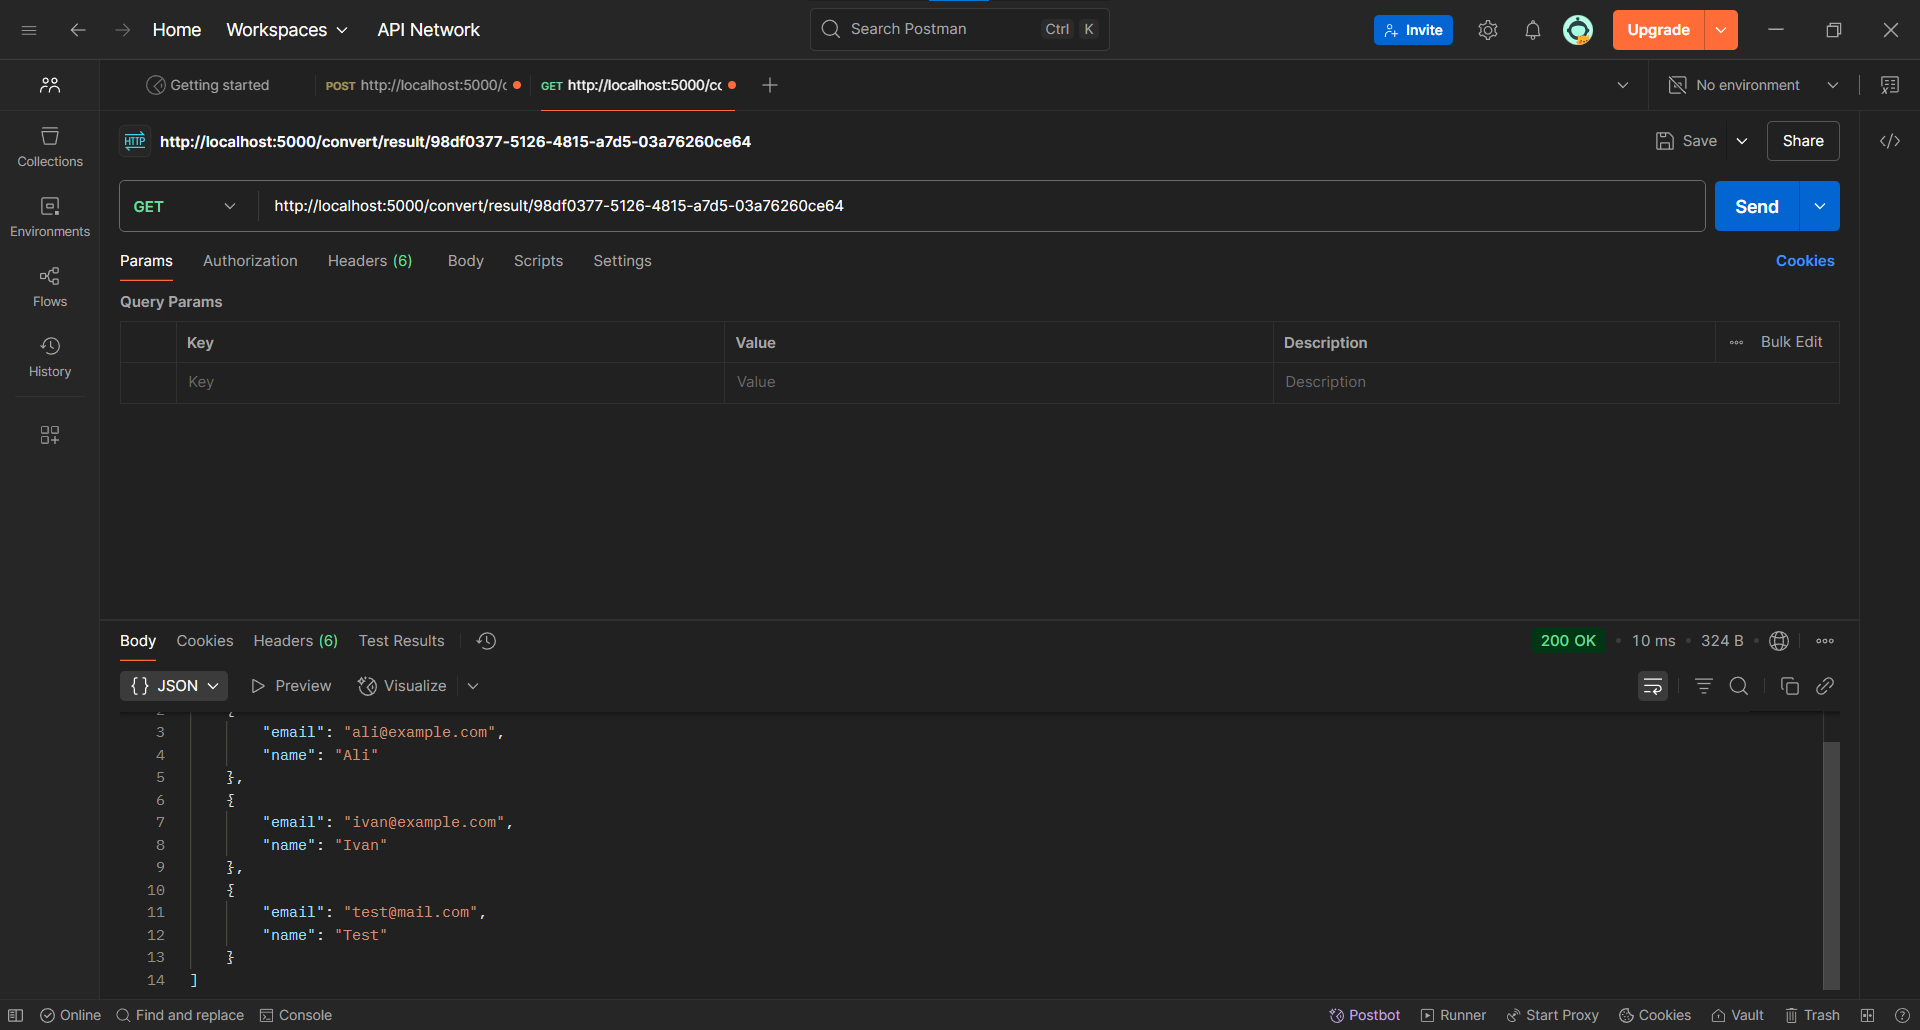 Home Workspaces API Network Search Postman Ctrl K Invite Upgrade
Getting started POST http://localhost:5000/c GET http://localhost:5000/cc No environment
HTTP http://localhost:5000/convert/result/98df0377-5126-4815-a7d5-03a76260ce64 Save Share
Collections
Environments
Flows
History
GET http://localhost:5000/convert/result/98df0377-5126-4815-a7d5-03a76260ce64 Send
Params Authorization Headers (6) Body Scripts Settings Cookies
Query Params
Key Value Description Bulk Edit
Key Value Description
Body Cookies Headers (6) Test Results 200 OK 10 ms 324 B
{} JSON Preview Visualize
3 "email": "ali@example.com",
4 "name": "Ali"
5 },
6 {
7 "email": "ivan@example.com",
8 "name": "Ivan"
9 },
10 {
11 "email": "test@mail.com",
12 "name": "Test"
13 }
14 ]
Online Find and replace Console Postbot Runner Start Proxy Cookies Vault Trash